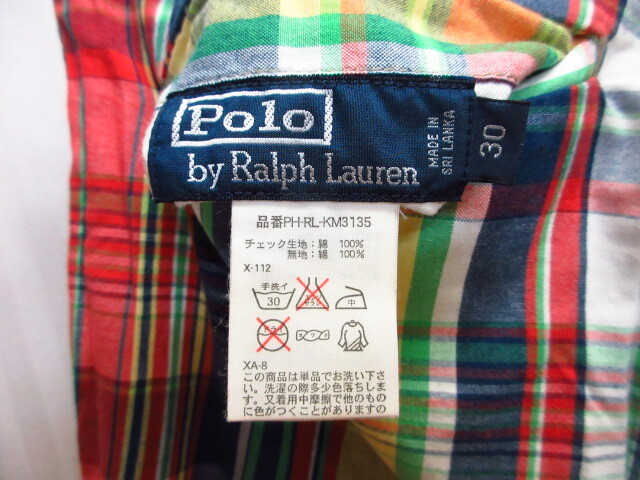 Polo
by Ralph Lauren
MADE IN
SRI LANKA
30
品番PH-RL-KM3135
チェック生地:綿 100%
無地:綿 100%
X-112
手洗イ
30
中
XA-8
この商品は単品でお洗い下さ
い。洗濯の際多少色落ちしま
す。又着用中摩擦で他のもの
に色がつくことがありますの